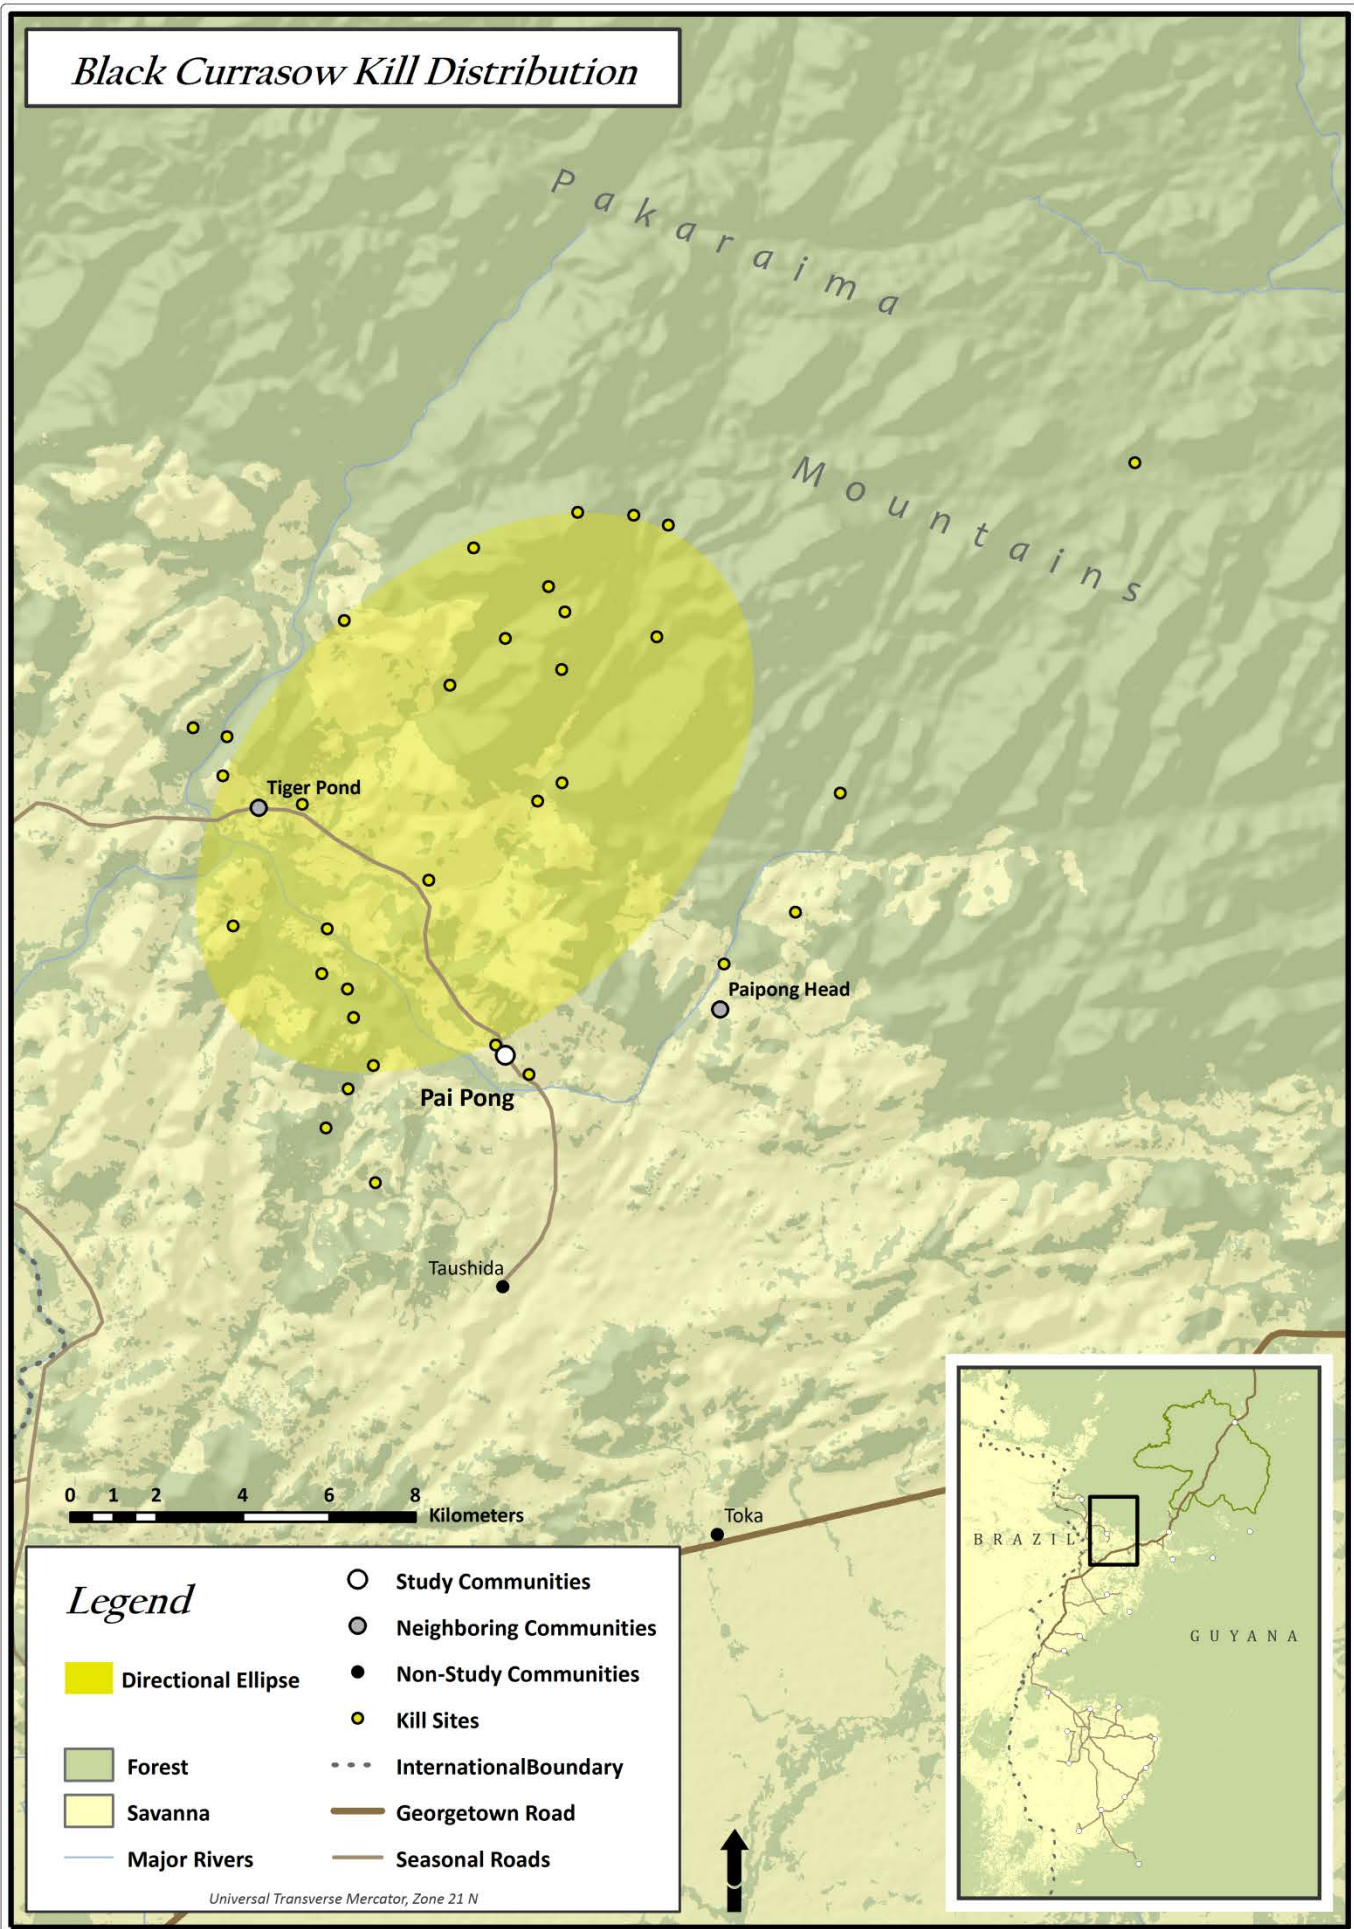 Black Currasow Kill Distribution
Pakaraima
Mountains
Tiger Pond
Paipong Head
Pai Pong
Taushida
0 1 2 4 6 8
Kilometers
Toka
Legend
Directional Ellipse
Forest
Savanna
Major Rivers
Study Communities
Neighboring Communities
Non-Study Communities
Kill Sites
InternationalBoundary
Georgetown Road
Seasonal Roads
Universal Transverse Mercator, Zone 21 N
BRAZIL
GUYANA